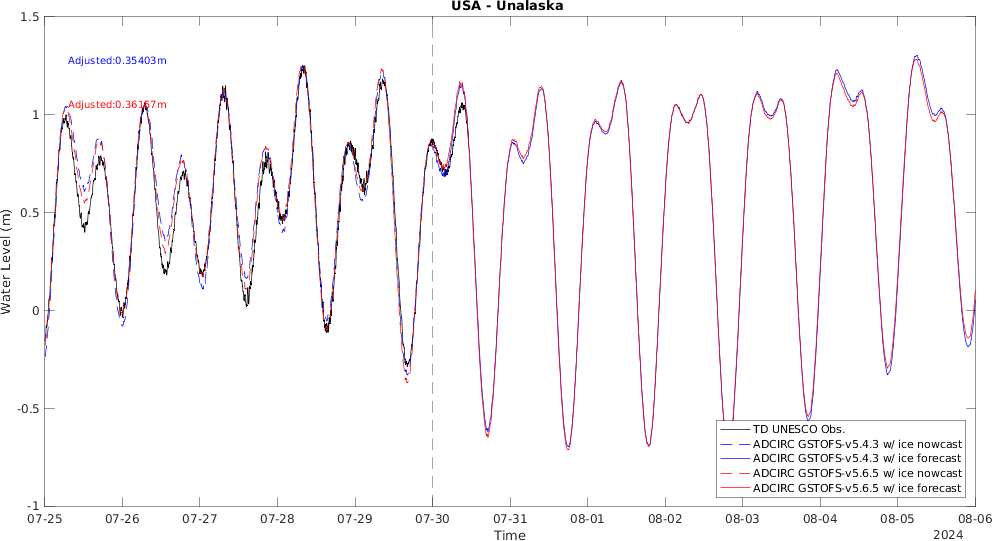 USA - Unalaska
1.5
1
0.5
0
-0.5
-1
Water Level (m)
Adjusted:0.35403m
Adjusted:0.36157m
TD UNESCO Obs.
ADCIRC GSTOFS-v5.4.3 w/ ice nowcast
ADCIRC GSTOFS-v5.4.3 w/ ice forecast
ADCIRC GSTOFS-v5.6.5 w/ ice nowcast
ADCIRC GSTOFS-v5.6.5 w/ ice forecast
07-25 07-26 07-27 07-28 07-29 07-30 07-31 08-01 08-02 08-03 08-04 08-05 08-06
Time
2024